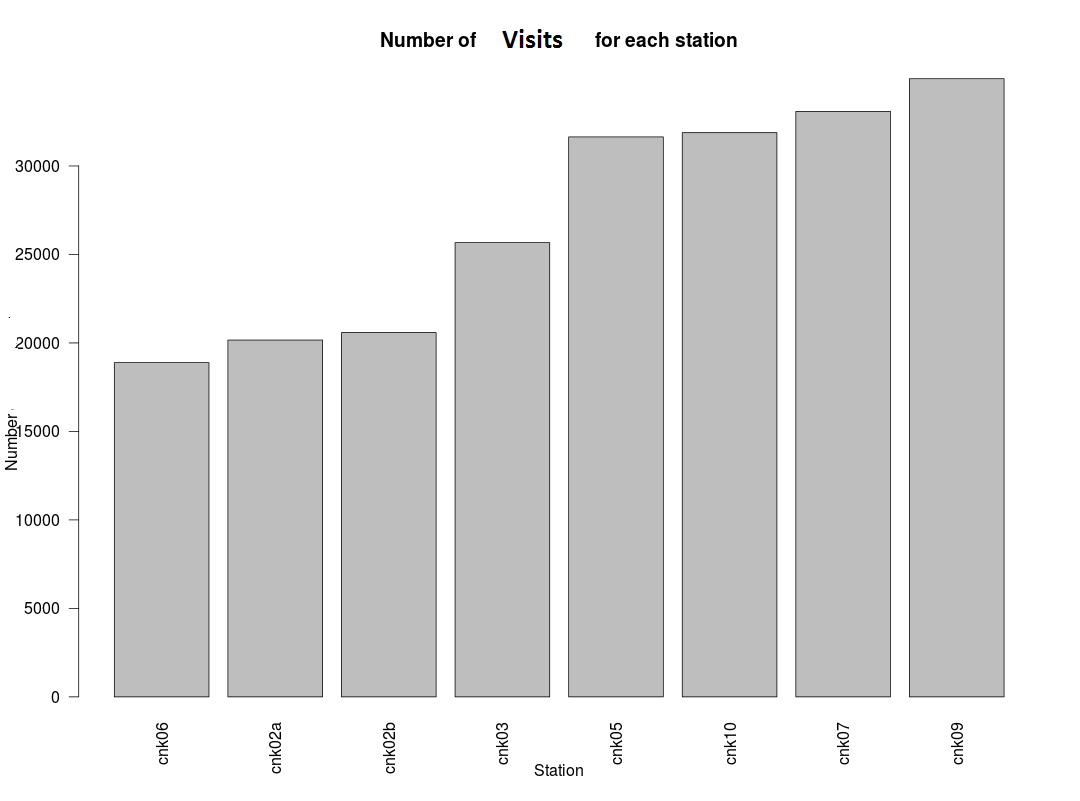 Number of Visits for each station
30000
25000
20000
15000
10000
5000
0
Number
cnk06 cnk02a cnk02b cnk03 cnk05 cnk10 cnk07 cnk09
Station